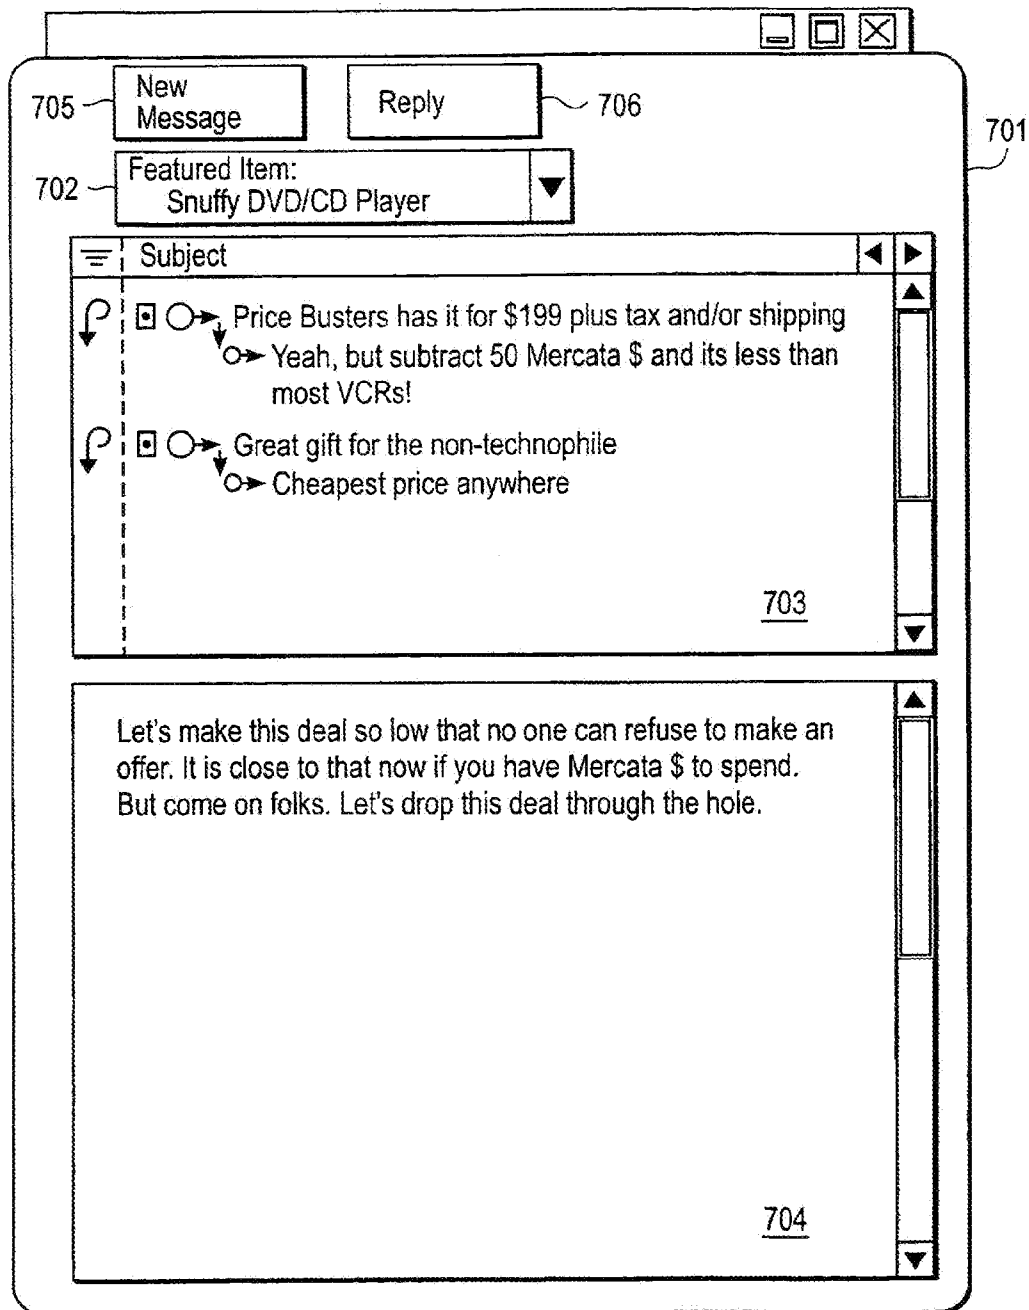 New
Message
Reply
705
706
701
702
Featured Item:
Snuffy DVD/CD Player
Subject
Price Busters has it for $199 plus tax and/or shipping
Yeah, but subtract 50 Mercata $ and its less than
most VCRs!
Great gift for the non-technophile
Cheapest price anywhere
703
Let's make this deal so low that no one can refuse to make an
offer. It is close to that now if you have Mercata $ to spend.
But come on folks. Let's drop this deal through the hole.
704